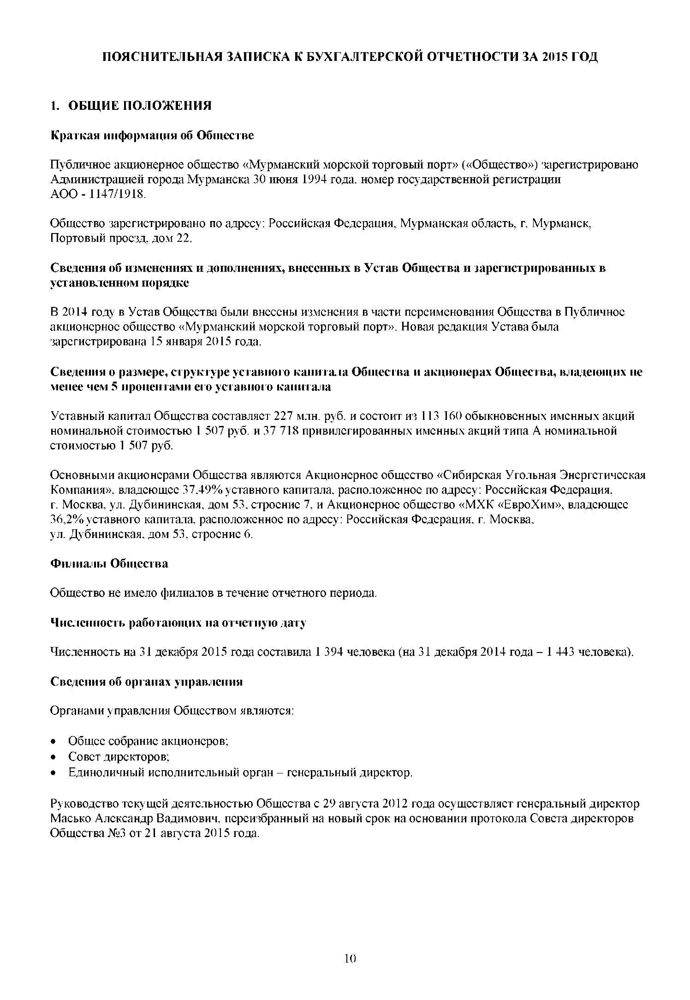 ПОЯСНИТЕЛЬНАЯ ЗАПИСКА К БУХГАЛТЕРСКОЙ ОТЧЕТНОСТИ ЗА 2015 ГОД
1. ОБЩИЕ ПОЛОЖЕНИЯ
Краткая информация об Обществе
Публичное акционерное общество «Мурманский морской торговый порт» («Общество») зарегистрировано
Администрацией города Мурманска 30 июня 1994 года, номер государственной регистрации
АОО - 1147/1918.
Общество зарегистрировано по адресу: Российская Федерация, Мурманская область, г. Мурманск,
Портовый проезд, дом 22.
Сведения об изменениях и дополнениях, внесенных в Устав Общества и зарегистрированных в
установленном порядке
В 2014 году в Устав Общества были внесены изменения в части переименования Общества в Публичное
акционерное общество «Мурманский морской торговый порт». Новая редакция Устава была
зарегистрирована 15 января 2015 года.
Сведения о размере, структуре уставного капитала Общества и акционерах Общества, владеющих не
менее чем 5 процентами его уставного капитала
Уставный капитал Общества составляет 227 млн. руб. и состоит из 113 160 обыкновенных именных акций
номинальной стоимостью 1 507 руб. и 37 718 привилегированных именных акций типа А номинальной
стоимостью 1 507 руб.
Основными акционерами Общества являются Акционерное общество «Сибирская Угольная Энергетическая
Компания», владеющее 37,49% уставного капитала, расположенное по адресу: Российская Федерация,
г. Москва, ул. Дубининская, дом 53, строение 7, и Акционерное общество «МХК «ЕвроХим», владеющее
36,2% уставного капитала, расположенное по адресу: Российская Федерация, г. Москва,
ул. Дубининская, дом 53, строение 6.
Филиалы Общества
Общество не имело филиалов в течение отчетного периода.
Численность работающих на отчетную дату
Численность на 31 декабря 2015 года составила 1 394 человека (на 31 декабря 2014 года – 1 443 человека).
Сведения об органах управления
Органами управления Обществом являются:
• Общее собрание акционеров;
• Совет директоров;
• Единоличный исполнительный орган – генеральный директор.
Руководство текущей деятельностью Общества с 29 августа 2012 года осуществляет генеральный директор
Масько Александр Вадимович, переизбранный на новый срок на основании протокола Совета директоров
Общества №3 от 21 августа 2015 года.
10